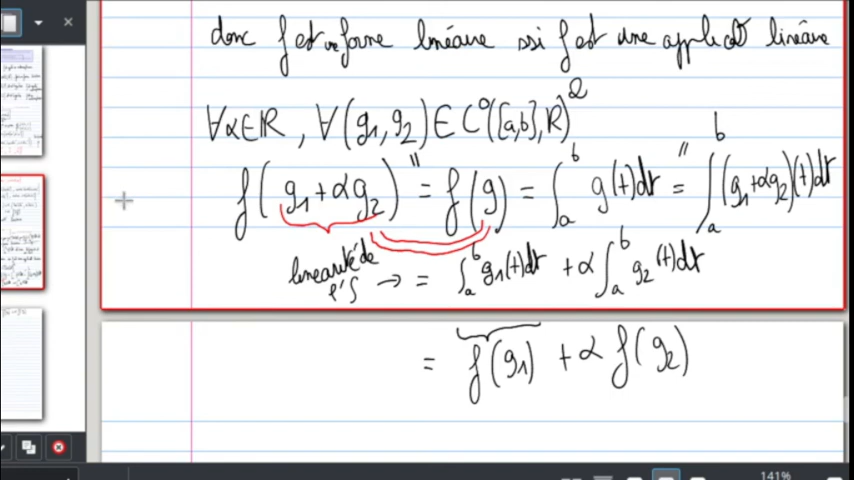 donc f est une forme linéaire ssi f est une applicat° linéaire
∀α∈ℝ, ∀(g₁, g₂) ∈ C⁰([a,b], ℝ)²
f(g₁ + αg₂) "= f(g) = ∫ₐᵇ g(t)dt =" ∫ₐᵇ (g₁+αg₂)(t)dt
linéarité de l'∫ → = ∫ₐᵇ g₁(t)dt + α ∫ₐᵇ g₂(t)dt
= f(g₁) + α f(g₂)
141%